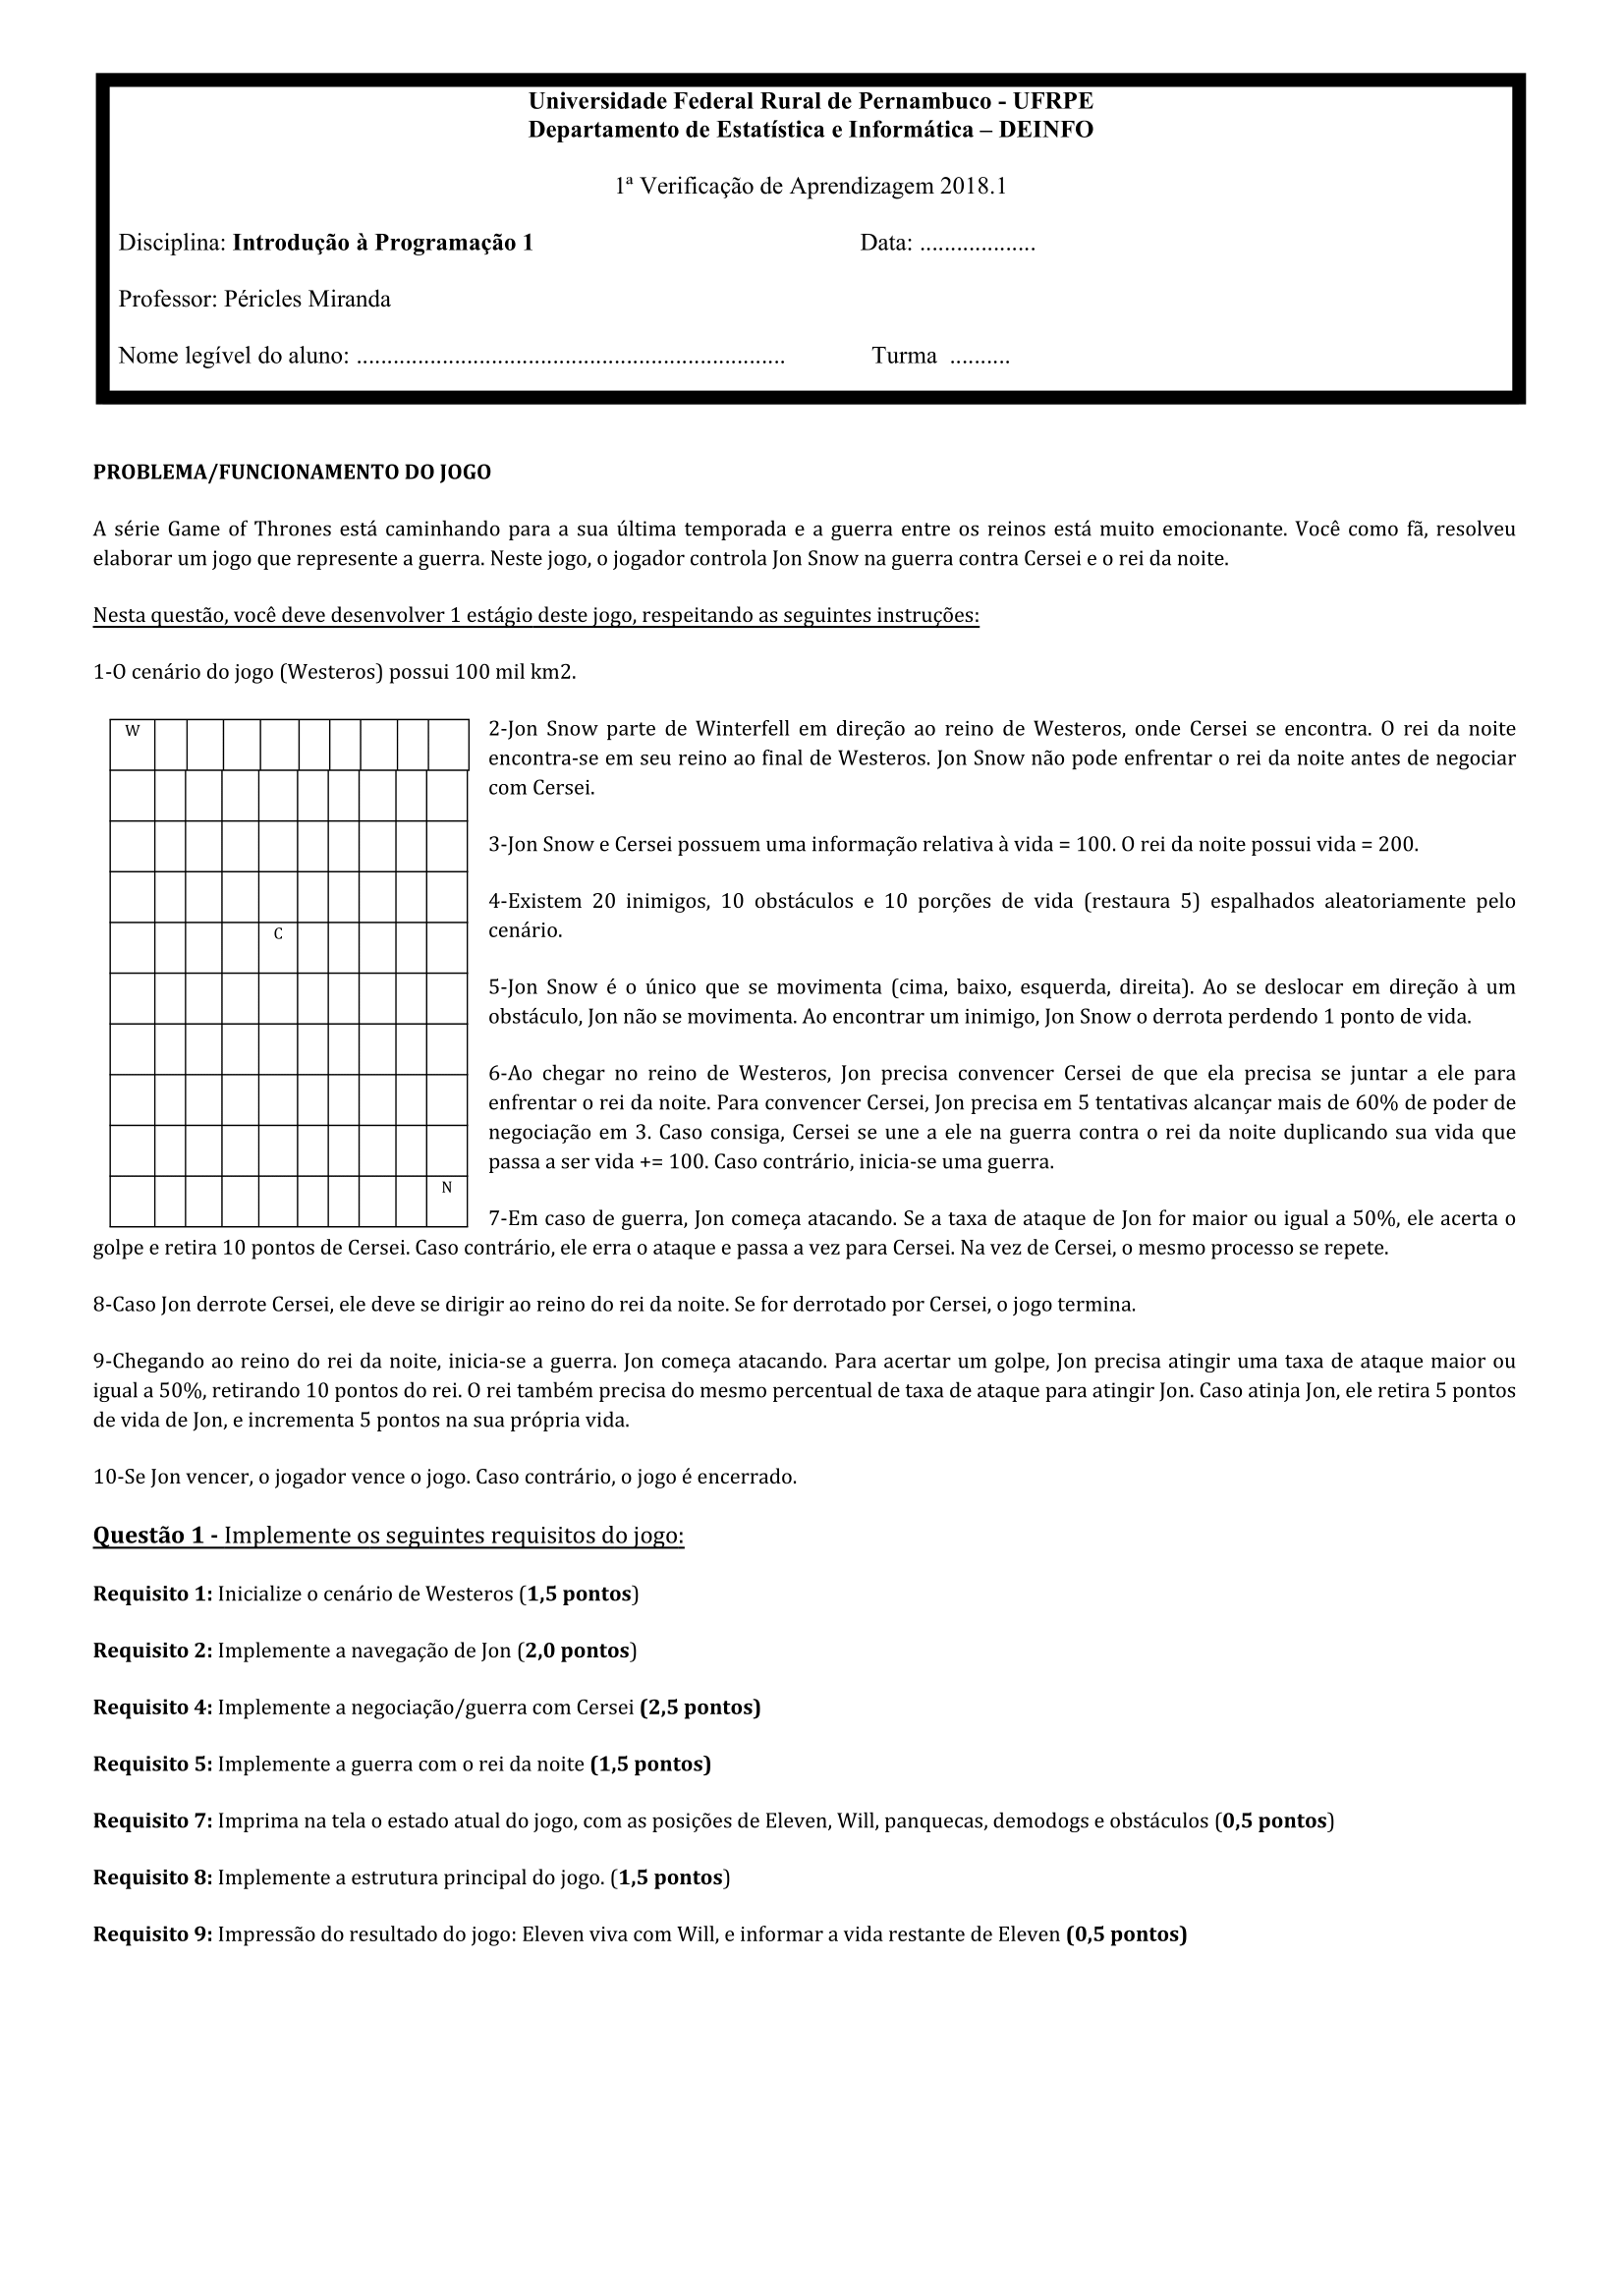 Universidade Federal Rural de Pernambuco - UFRPE
Departamento de Estatística e Informática – DEINFO
1ª Verificação de Aprendizagem 2018.1
Disciplina: Introdução à Programação 1 Data: ...................
Professor: Péricles Miranda
Nome legível do aluno: ...................................................................... Turma ..........
PROBLEMA/FUNCIONAMENTO DO JOGO
A série Game of Thrones está caminhando para a sua última temporada e a guerra entre os reinos está muito emocionante. Você como fã, resolveu
elaborar um jogo que represente a guerra. Neste jogo, o jogador controla Jon Snow na guerra contra Cersei e o rei da noite.
Nesta questão, você deve desenvolver 1 estágio deste jogo, respeitando as seguintes instruções:
1-O cenário do jogo (Westeros) possui 100 mil km2.
W
C
N
2-Jon Snow parte de Winterfell em direção ao reino de Westeros, onde Cersei se encontra. O rei da noite
encontra-se em seu reino ao final de Westeros. Jon Snow não pode enfrentar o rei da noite antes de negociar
com Cersei.
3-Jon Snow e Cersei possuem uma informação relativa à vida = 100. O rei da noite possui vida = 200.
4-Existem 20 inimigos, 10 obstáculos e 10 porções de vida (restaura 5) espalhados aleatoriamente pelo
cenário.
5-Jon Snow é o único que se movimenta (cima, baixo, esquerda, direita). Ao se deslocar em direção à um
obstáculo, Jon não se movimenta. Ao encontrar um inimigo, Jon Snow o derrota perdendo 1 ponto de vida.
6-Ao chegar no reino de Westeros, Jon precisa convencer Cersei de que ela precisa se juntar a ele para
enfrentar o rei da noite. Para convencer Cersei, Jon precisa em 5 tentativas alcançar mais de 60% de poder de
negociação em 3. Caso consiga, Cersei se une a ele na guerra contra o rei da noite duplicando sua vida que
passa a ser vida += 100. Caso contrário, inicia-se uma guerra.
7-Em caso de guerra, Jon começa atacando. Se a taxa de ataque de Jon for maior ou igual a 50%, ele acerta o
golpe e retira 10 pontos de Cersei. Caso contrário, ele erra o ataque e passa a vez para Cersei. Na vez de Cersei, o mesmo processo se repete.
8-Caso Jon derrote Cersei, ele deve se dirigir ao reino do rei da noite. Se for derrotado por Cersei, o jogo termina.
9-Chegando ao reino do rei da noite, inicia-se a guerra. Jon começa atacando. Para acertar um golpe, Jon precisa atingir uma taxa de ataque maior ou
igual a 50%, retirando 10 pontos do rei. O rei também precisa do mesmo percentual de taxa de ataque para atingir Jon. Caso atinja Jon, ele retira 5 pontos
de vida de Jon, e incrementa 5 pontos na sua própria vida.
10-Se Jon vencer, o jogador vence o jogo. Caso contrário, o jogo é encerrado.
Questão 1 - Implemente os seguintes requisitos do jogo:
Requisito 1: Inicialize o cenário de Westeros (1,5 pontos)
Requisito 2: Implemente a navegação de Jon (2,0 pontos)
Requisito 4: Implemente a negociação/guerra com Cersei (2,5 pontos)
Requisito 5: Implemente a guerra com o rei da noite (1,5 pontos)
Requisito 7: Imprima na tela o estado atual do jogo, com as posições de Eleven, Will, panquecas, demodogs e obstáculos (0,5 pontos)
Requisito 8: Implemente a estrutura principal do jogo. (1,5 pontos)
Requisito 9: Impressão do resultado do jogo: Eleven viva com Will, e informar a vida restante de Eleven (0,5 pontos)